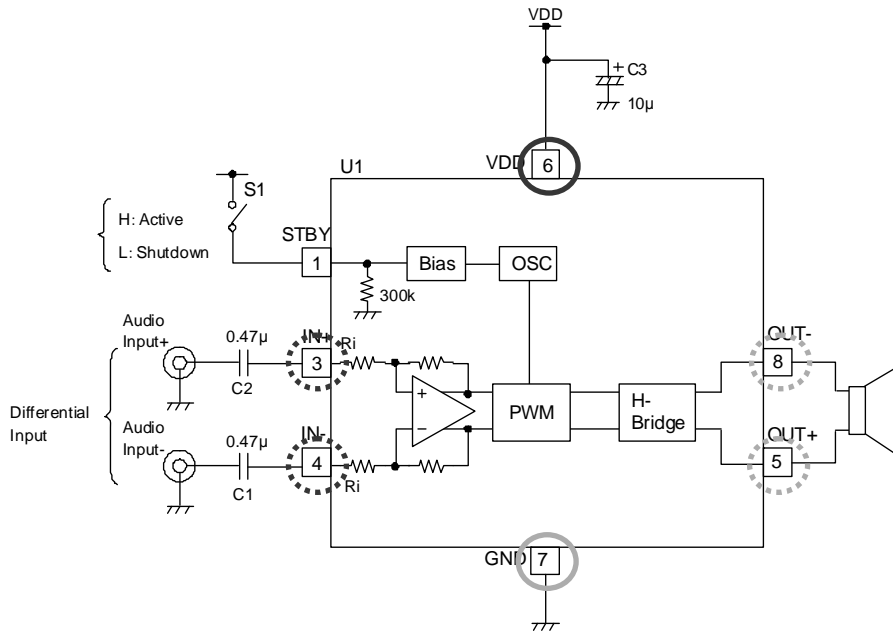 VDD
C3
+
10µ
VDD
6
U1
S1
H: Active
L: Shutdown
STBY
1
Bias
OSC
300k
Audio
Input+
0.47µ
C2
IN+
3
Ri
OUT-
8
+
−
PWM
H-
Bridge
Differential
Input
Audio
Input-
0.47µ
C1
IN-
4
Ri
OUT+
5
GND
7